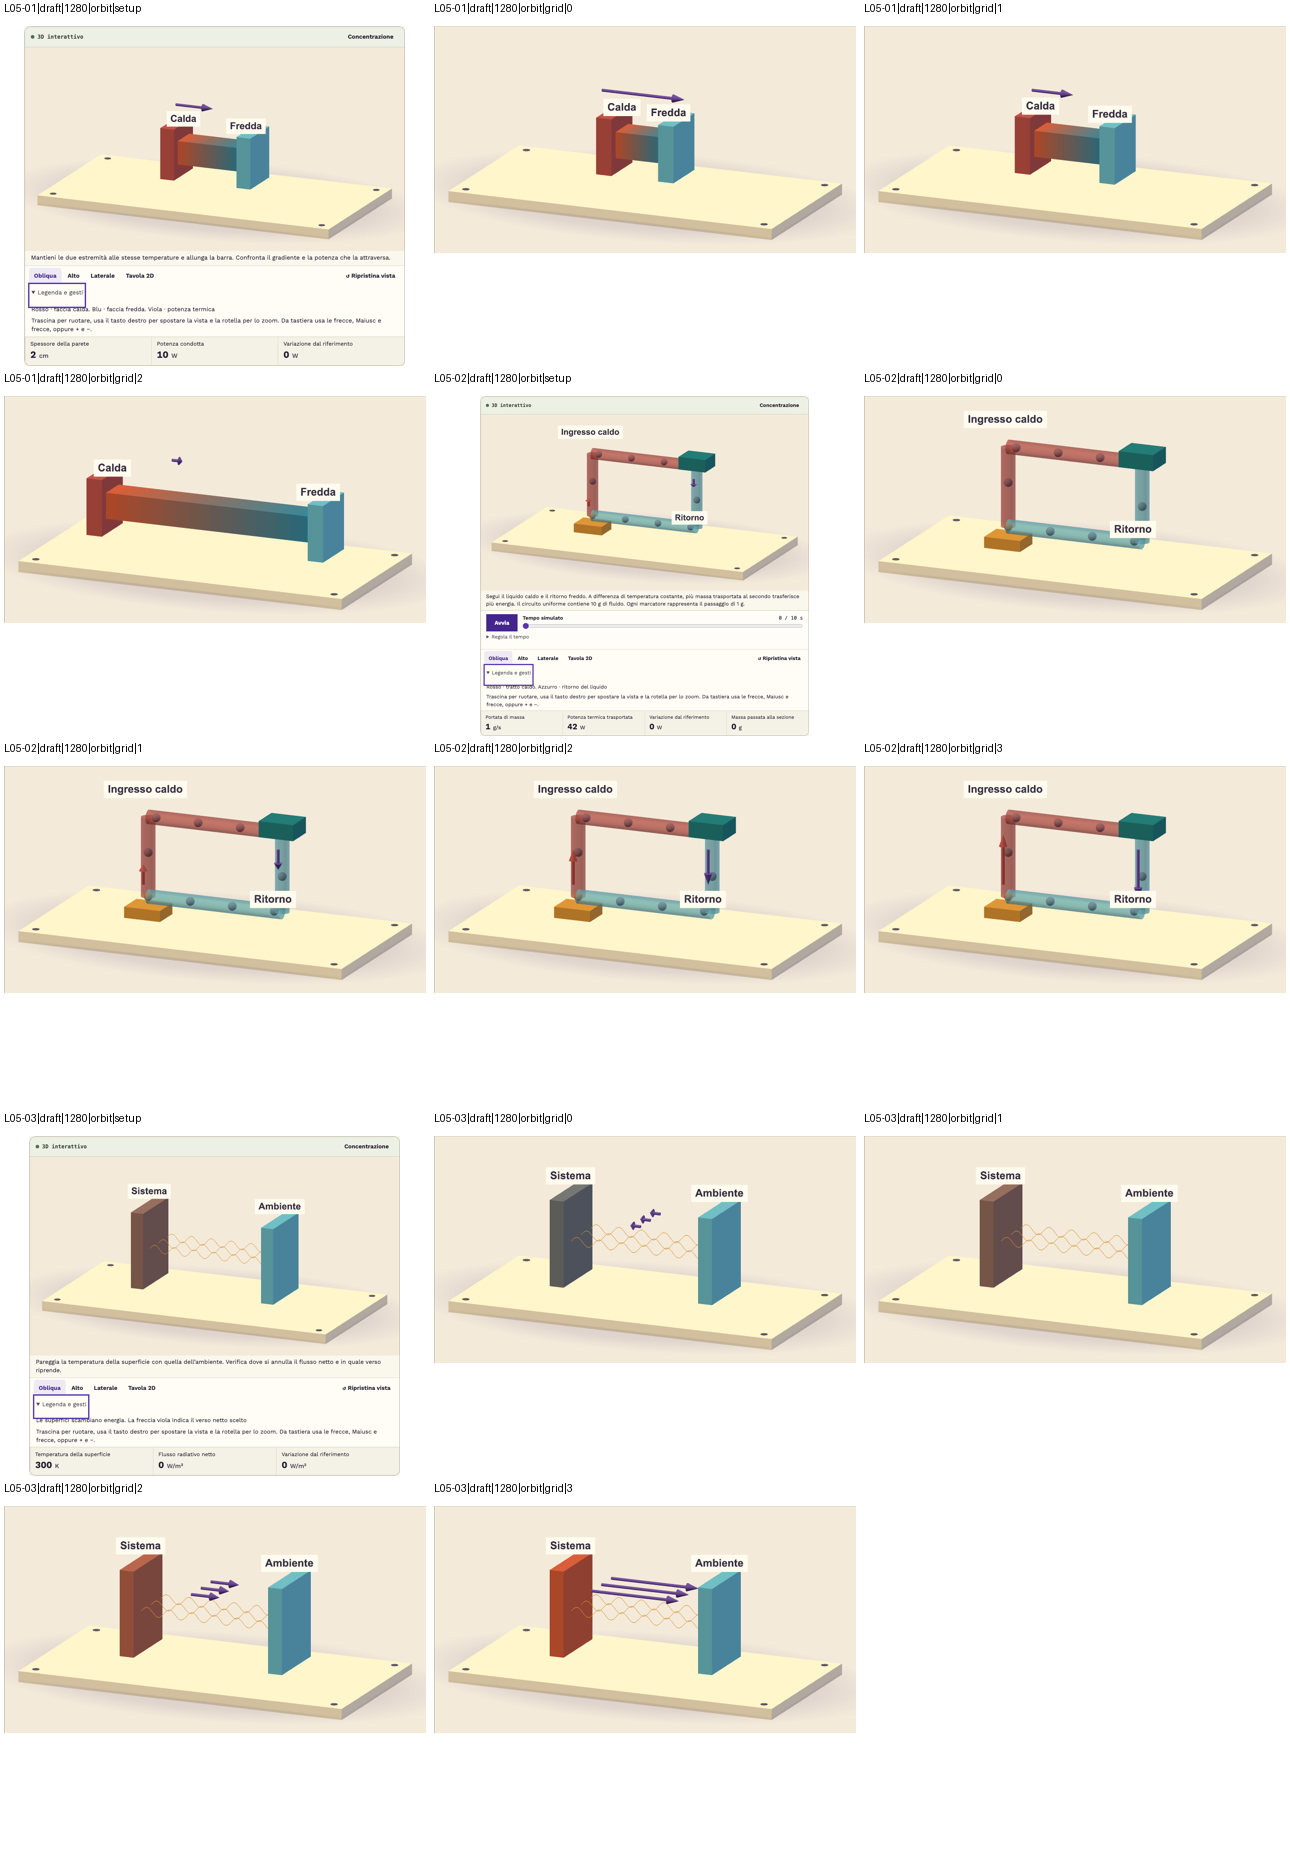 L05-01|draft|1280|orbit|setup
● 3D interattivo
Concentrazione
Calda
Fredda
Mantieni le due estremità alle stesse temperature e allunga la barra. Confronta il gradiente e la potenza che la attraversa.
Obliqua Alto Laterale Tavola 2D
↺ Ripristina vista
▼ Legenda e gesti
Rosso · faccia calda. Blu · faccia fredda. Viola · potenza termica
Trascina per ruotare, usa il tasto destro per spostare la vista e la rotella per lo zoom. Da tastiera usa le frecce, Maiusc e
frecce, oppure + e −.
Spessore della parete
2 cm
Potenza condotta
10 W
Variazione dal riferimento
0 W
L05-01|draft|1280|orbit|grid|0
Calda
Fredda
L05-01|draft|1280|orbit|grid|1
Calda
Fredda
L05-01|draft|1280|orbit|grid|2
Calda
Fredda
L05-02|draft|1280|orbit|setup
● 3D interattivo
Concentrazione
Ingresso caldo
Ritorno
Segui il liquido caldo e il ritorno freddo. A differenza di temperatura costante, più massa trasportata al secondo trasferisce
più energia. Il circuito uniforme contiene 10 g di fluido. Ogni marcatore rappresenta il passaggio di 1 g.
Avvia
Tempo simulato
0 / 10 s
▸ Regola il tempo
Obliqua Alto Laterale Tavola 2D
↺ Ripristina vista
▼ Legenda e gesti
Rosso · tratto caldo. Azzurro · ritorno del liquido
Trascina per ruotare, usa il tasto destro per spostare la vista e la rotella per lo zoom. Da tastiera usa le frecce, Maiusc e
frecce, oppure + e −.
Portata di massa
1 g/s
Potenza termica trasportata
42 W
Variazione dal riferimento
0 W
Massa passata alla sezione
0 g
L05-02|draft|1280|orbit|grid|0
Ingresso caldo
Ritorno
L05-02|draft|1280|orbit|grid|1
Ingresso caldo
Ritorno
L05-02|draft|1280|orbit|grid|2
Ingresso caldo
Ritorno
L05-02|draft|1280|orbit|grid|3
Ingresso caldo
Ritorno
L05-03|draft|1280|orbit|setup
● 3D interattivo
Concentrazione
Sistema
Ambiente
Pareggia la temperatura della superficie con quella dell'ambiente. Verifica dove si annulla il flusso netto e in quale verso
riprende.
Obliqua Alto Laterale Tavola 2D
↺ Ripristina vista
▼ Legenda e gesti
Le superfici scambiano energia. La freccia viola indica il verso netto scelto
Trascina per ruotare, usa il tasto destro per spostare la vista e la rotella per lo zoom. Da tastiera usa le frecce, Maiusc e
frecce, oppure + e −.
Temperatura della superficie
300 K
Flusso radiativo netto
0 W/m²
Variazione dal riferimento
0 W/m²
L05-03|draft|1280|orbit|grid|0
Sistema
Ambiente
L05-03|draft|1280|orbit|grid|1
Sistema
Ambiente
L05-03|draft|1280|orbit|grid|2
Sistema
Ambiente
L05-03|draft|1280|orbit|grid|3
Sistema
Ambiente